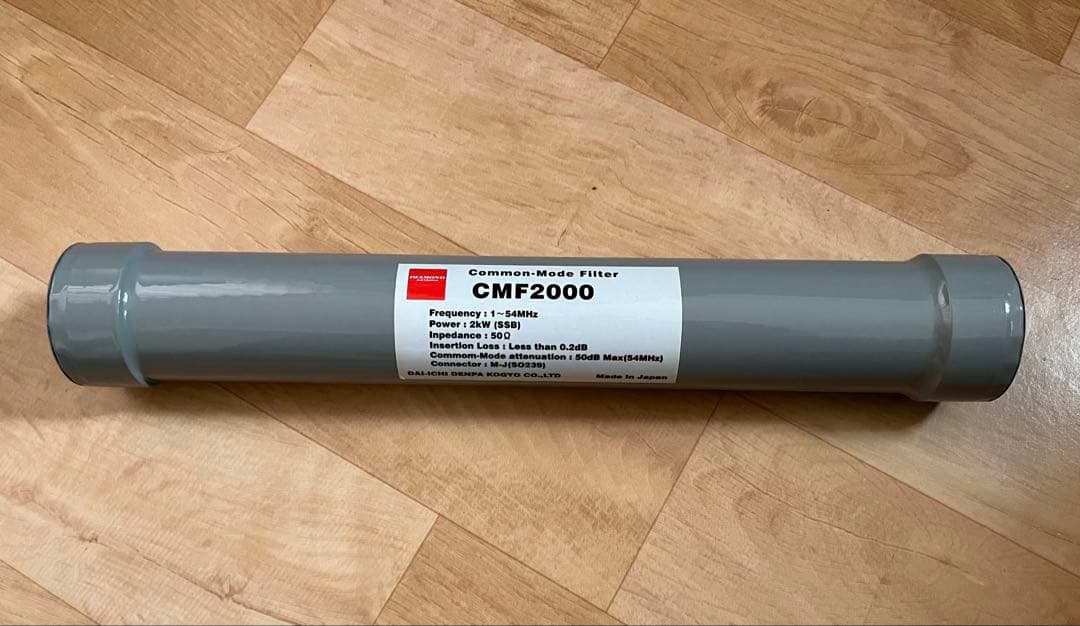 DIAMOND
ANTENNA
Common-Mode Filter
CMF2000
Frequency : 1～54MHz
Power : 2kW (SSB)
Inpedance : 50Ω
Insertion Loss : Less than 0.2dB
Commom-Mode attenuation : 50dB Max(54MHz)
Connector : M-J(SO239)
DAI-ICHI DENPA KOGYO CO.,LTD Made in Japan